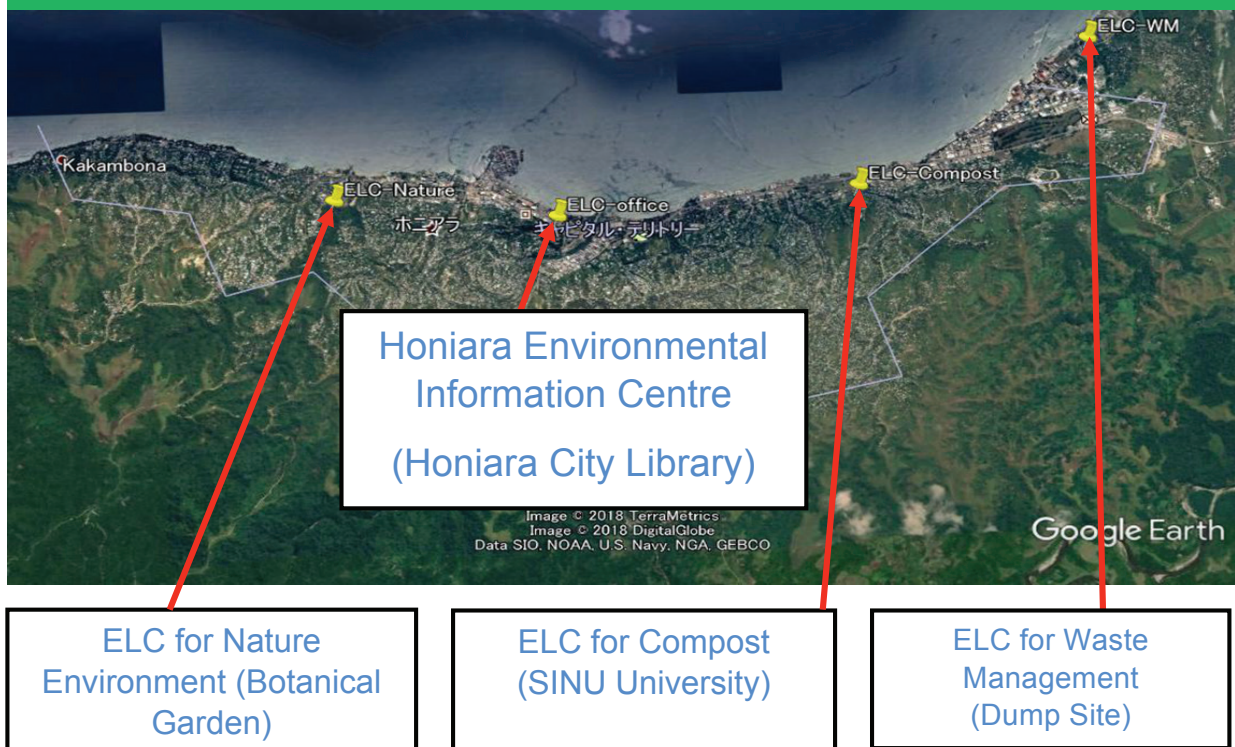 ELC-WM
Kakambona
ELC-Nature
ELC-Compost
ELC-office
ホニアラ
キャピタル・テリトリー
Honiara Environmental
Information Centre
(Honiara City Library)
Image © 2018 TerraMetrics
Image © 2018 DigitalGlobe
Data SIO, NOAA, U.S. Navy, NGA, GEBCO
Google Earth
ELC for Nature
Environment (Botanical
Garden)
ELC for Compost
(SINU University)
ELC for Waste
Management
(Dump Site)